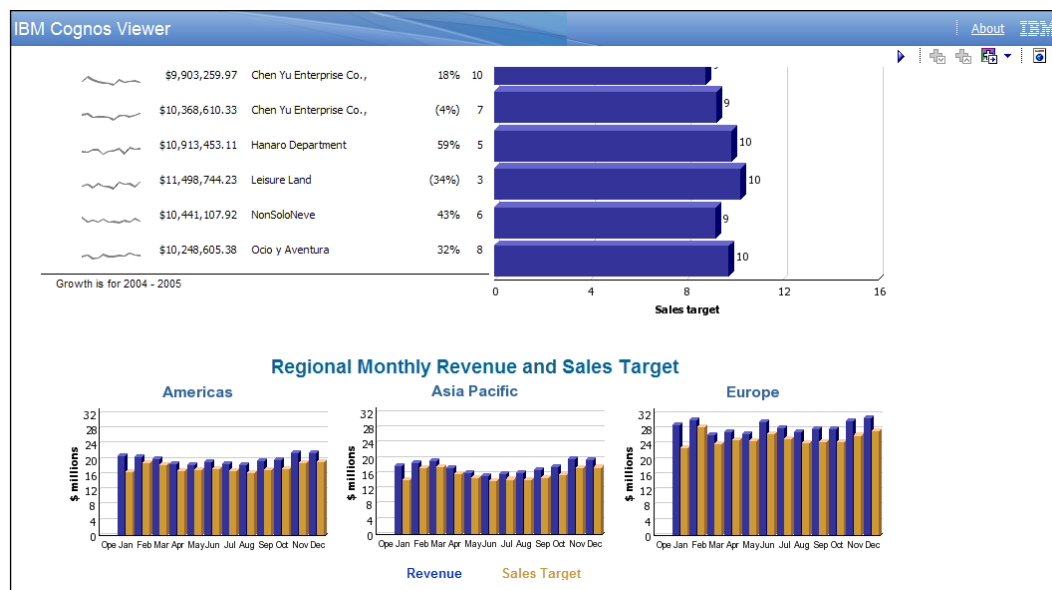 IBM Cognos Viewer
About IBM
$9,903,259.97 Chen Yu Enterprise Co., 18% 10
$10,368,610.33 Chen Yu Enterprise Co., (4%) 7 9
$10,913,453.11 Hanaro Department 59% 5 10
$11,498,744.23 Leisure Land (34%) 3 10
$10,441,107.92 NonSoloNeve 43% 6 9
$10,248,605.38 Ocio y Aventura 32% 8 10
Growth is for 2004 - 2005
0 4 8 12 16
Sales target
Regional Monthly Revenue and Sales Target
Americas
$ millions
32
28
24
20
16
12
8
4
0
Ope Jan Feb Mar Apr May Jun Jul Aug Sep Oct Nov Dec
Asia Pacific
$ millions
32
28
24
20
16
12
8
4
0
Ope Jan Feb Mar Apr May Jun Jul Aug Sep Oct Nov Dec
Europe
$ millions
32
28
24
20
16
12
8
4
0
Ope Jan Feb Mar Apr May Jun Jul Aug Sep Oct Nov Dec
Revenue Sales Target